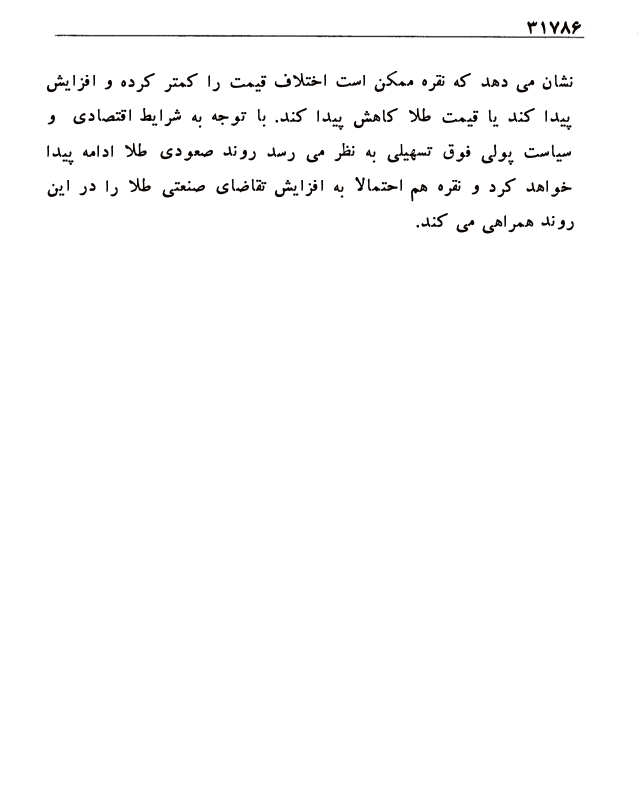 ۳۱۷۸۶
نشان می دهد که نقره ممکن است اختلاف قیمت را کمتر کرده و افزایش
پیدا کند یا قیمت طلا کاهش پیدا کند. با توجه به شرایط اقتصادی و
سیاست پولی فوق تسهیلی به نظر می رسد روند صعودی طلا ادامه پیدا
خواهد کرد و نقره هم احتمالا به افزایش تقاضای صنعتی طلا را در این
روند همراهی می کند.